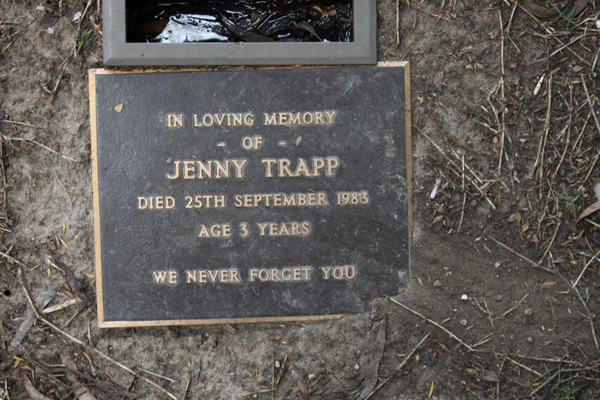 IN LOVING MEMORY
- OF -
JENNY TRAPP
DIED 25TH SEPTEMBER 1983
AGE 3 YEARS
WE NEVER FORGET YOU